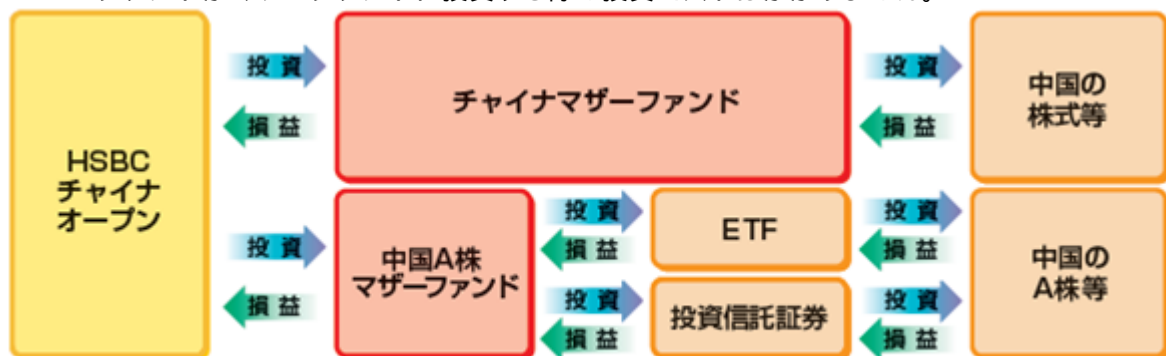 投資
チャイナマザーファンド
投資
中国の
株式等
損益
損益
HSBC
チャイナ
オープン
投資
中国A株
マザーファンド
投資
ETF
投資
中国の
A株等
損益
損益
損益
投資
投資信託証券
投資
損益
損益